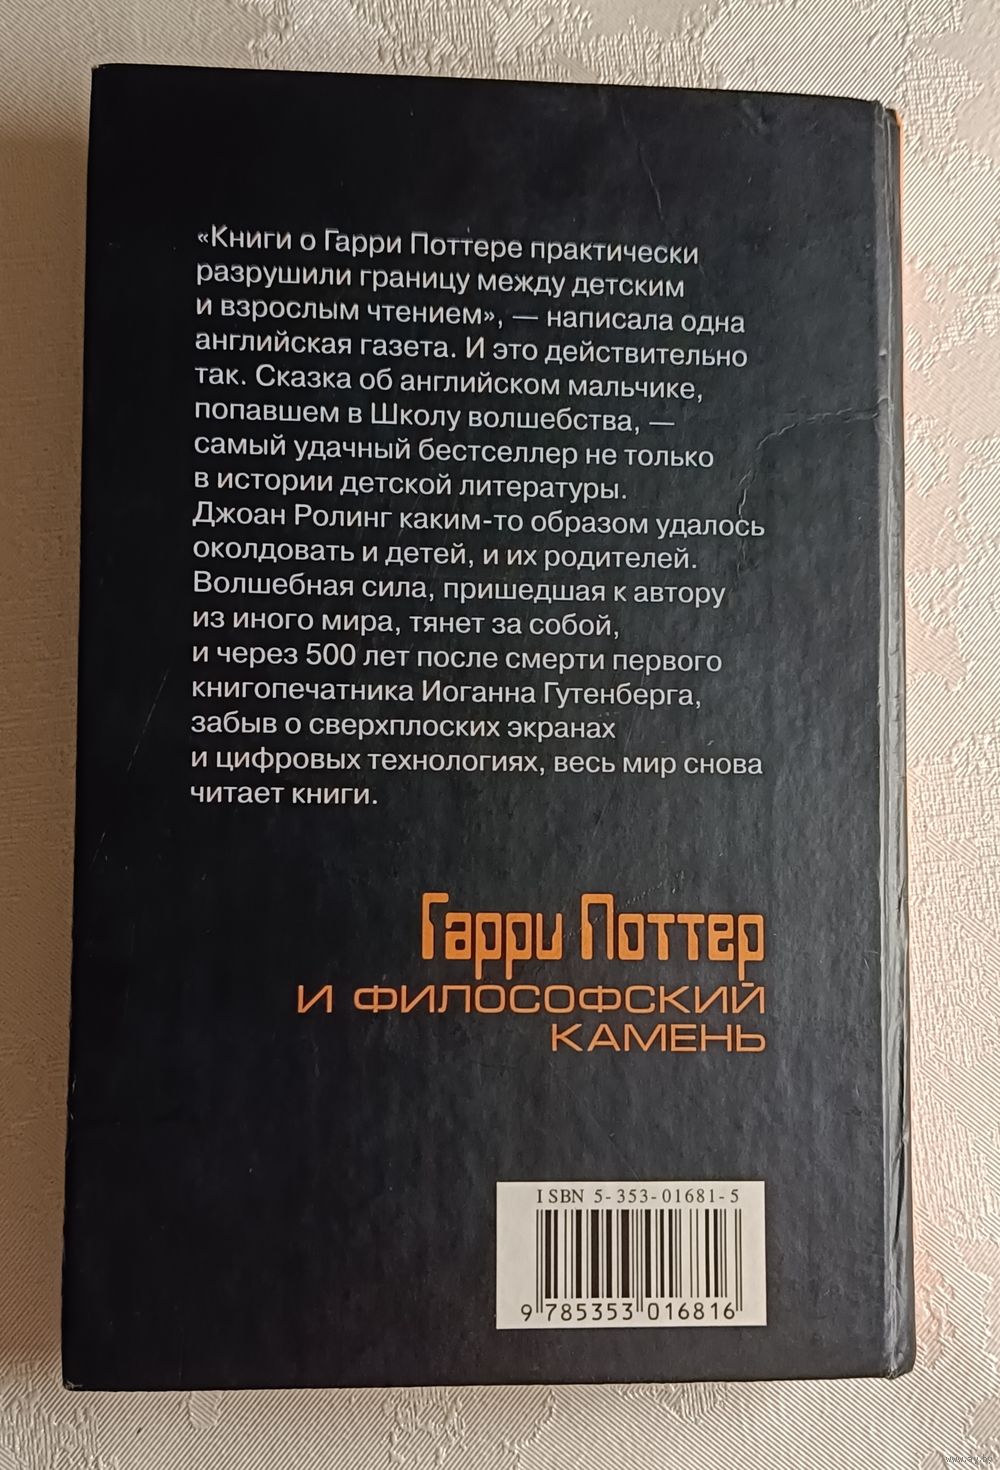 «Книги о Гарри Поттере практически
разрушили границу между детским
и взрослым чтением», — написала одна
английская газета. И это действительно
так. Сказка об английском мальчике,
попавшем в Школу волшебства, —
самый удачный бестселлер не только
в истории детской литературы.
Джоан Ролинг каким-то образом удалось
околдовать и детей, и их родителей.
Волшебная сила, пришедшая к автору
из иного мира, тянет за собой,
и через 500 лет после смерти первого
книгопечатника Иоганна Гутенберга,
забыв о сверхплоских экранах
и цифровых технологиях, весь мир снова
читает книги.
Гарри Поттер
И ФИЛОСОФСКИЙ
КАМЕНЬ
ISBN 5-353-01681-5
9 785353 016816
www.ay.by